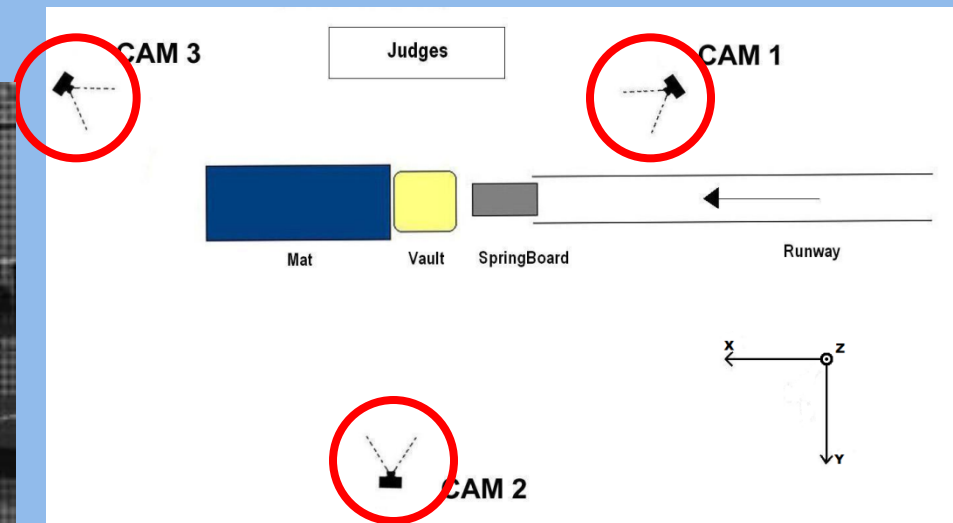 CAM 3
Judges
CAM 1
Mat
Vault
SpringBoard
Runway
X
Z
Y
CAM 2